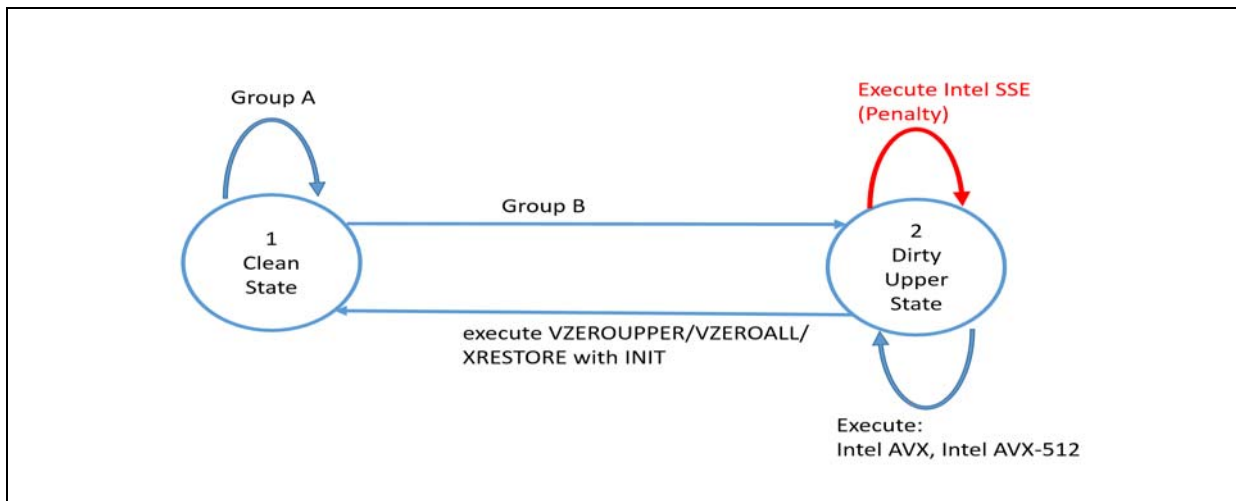 Group A
Execute Intel SSE
(Penalty)
Group B
1
Clean
State
2
Dirty
Upper
State
execute VZEROUPPER/VZEROALL/
XRESTORE with INIT
Execute:
Intel AVX, Intel AVX-512